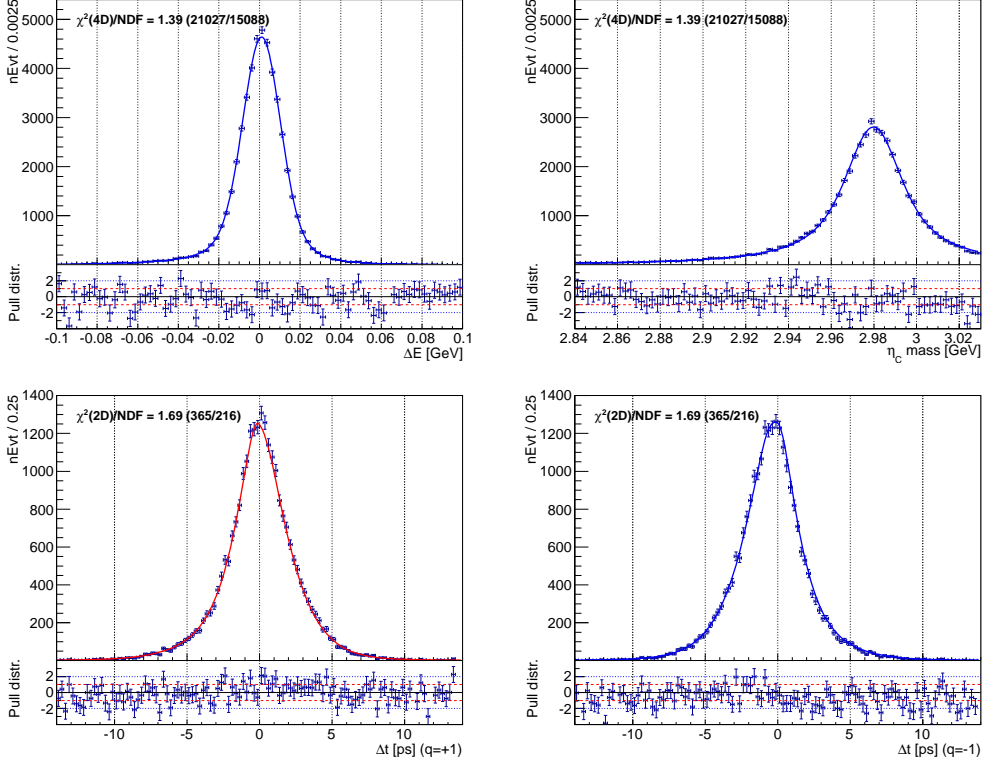 χ²(4D)/NDF = 1.39 (21027/15088)
nEvt / 0.0025
5000
4000
3000
2000
1000
Pull distr.
2
0
-2
-0.1 -0.08 -0.06 -0.04 -0.02 0 0.02 0.04 0.06 0.08 0.1
ΔE [GeV]
χ²(4D)/NDF = 1.39 (21027/15088)
nEvt / 0.0025
5000
4000
3000
2000
1000
Pull distr.
2
0
-2
2.84 2.86 2.88 2.9 2.92 2.94 2.96 2.98 3 3.02
η_C mass [GeV]
χ²(2D)/NDF = 1.69 (365/216)
nEvt / 0.25
1400
1200
1000
800
600
400
200
Pull distr.
2
0
-2
-10 -5 0 5 10
Δt [ps] (q=+1)
χ²(2D)/NDF = 1.69 (365/216)
nEvt / 0.25
1400
1200
1000
800
600
400
200
Pull distr.
2
0
-2
-10 -5 0 5 10
Δt [ps] (q=-1)